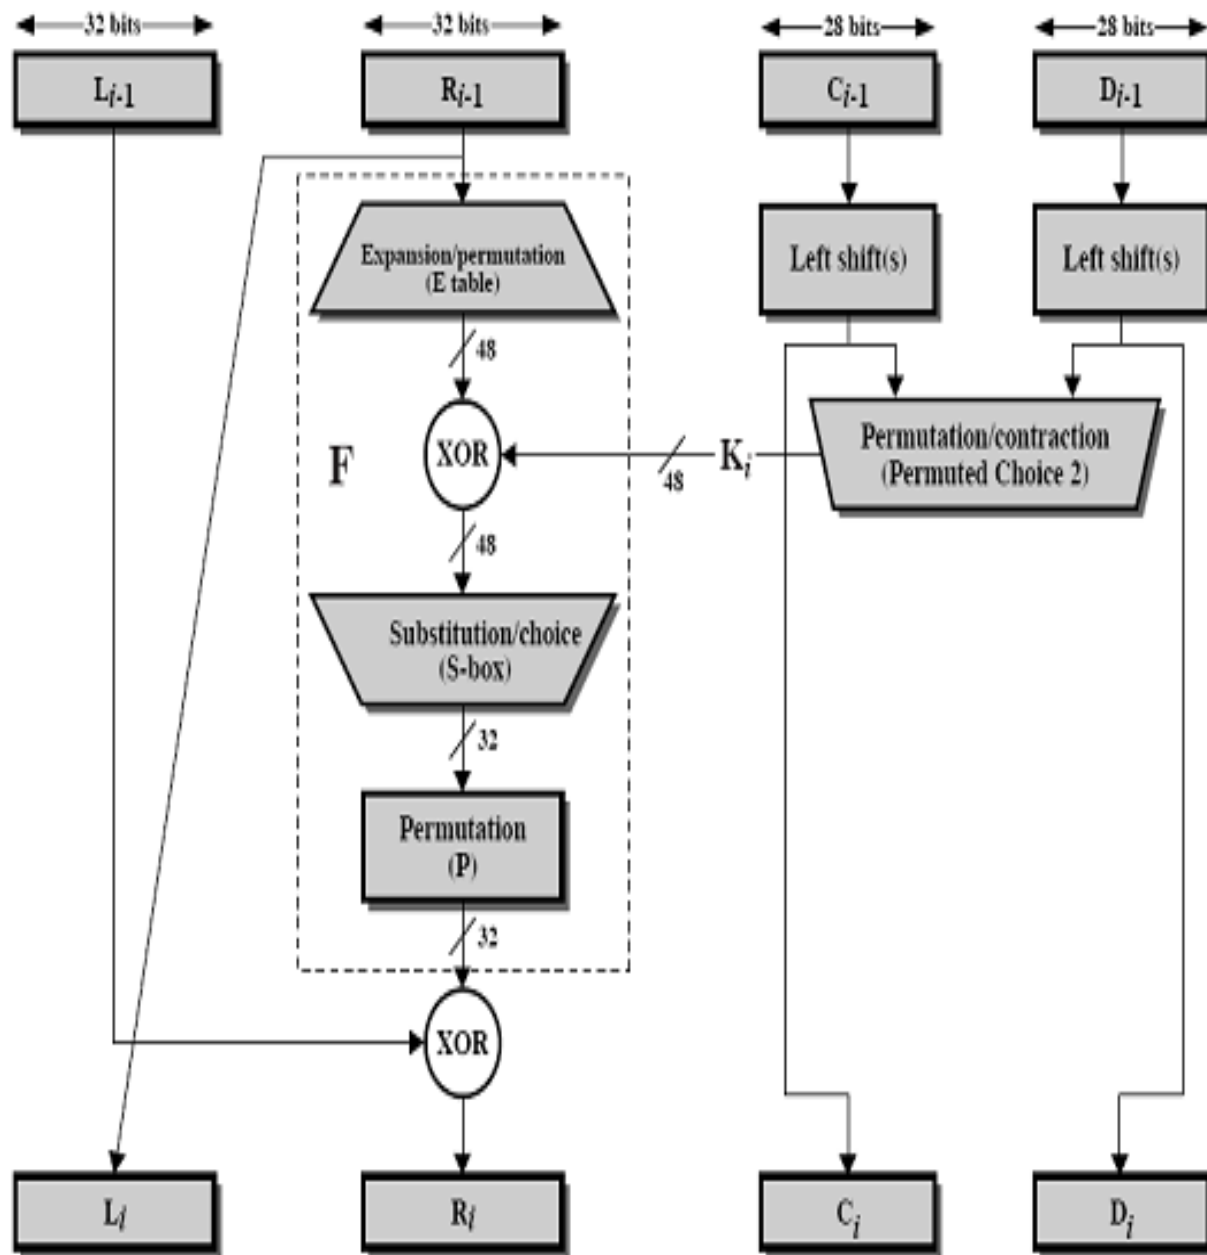 32 bits
32 bits
28 bits
28 bits
Li-1
Ri-1
Ci-1
Di-1
Expansion/permutation
(E table)
Left shift(s)
Left shift(s)
48
F
XOR
48
Ki
Permutation/contraction
(Permuted Choice 2)
48
Substitution/choice
(S-box)
32
Permutation
(P)
32
XOR
Li
Ri
Ci
Di